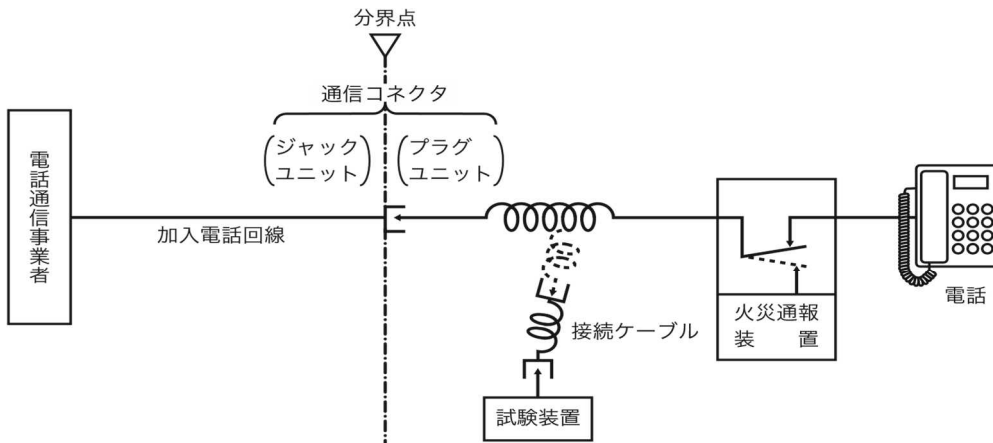 分界点
通信コネクタ
(ジャック
ユニット)
(プラグ
ユニット)
電話通信事業者
加入電話回線
接続ケーブル
試験装置
火災通報
装置
電話